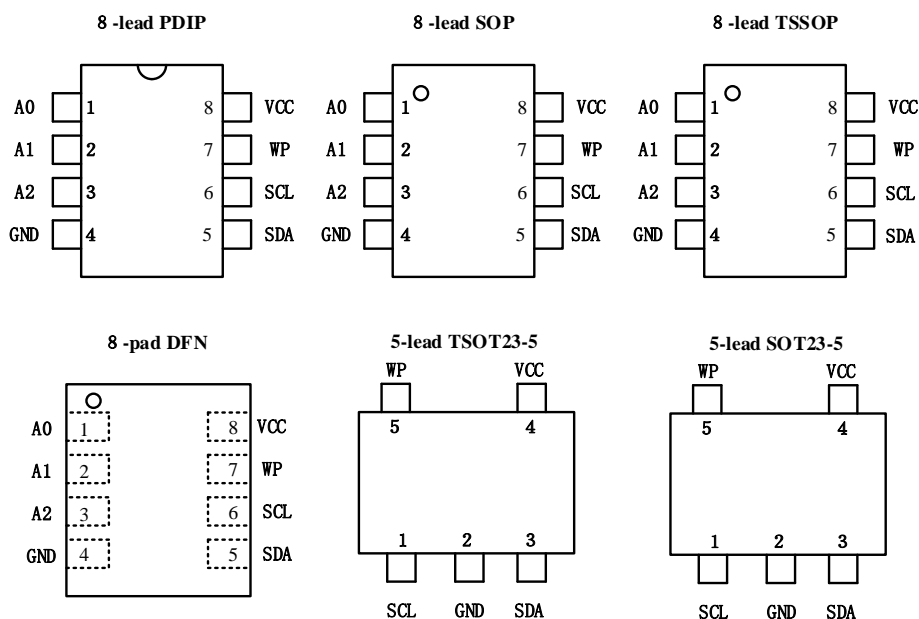 8 -lead PDIP 8 -lead SOP 8 -lead TSSOP
A0 1 8 VCC A0 1 8 VCC A0 1 8 VCC
A1 2 7 WP A1 2 7 WP A1 2 7 WP
A2 3 6 SCL A2 3 6 SCL A2 3 6 SCL
GND 4 5 SDA GND 4 5 SDA GND 4 5 SDA
8 -pad DFN 5-lead TSOT23-5 5-lead SOT23-5
WP VCC WP VCC
A0 1 8 VCC 5 4 5 4
A1 2 7 WP
A2 3 6 SCL
GND 4 5 SDA 1 2 3 1 2 3
SCL GND SDA SCL GND SDA